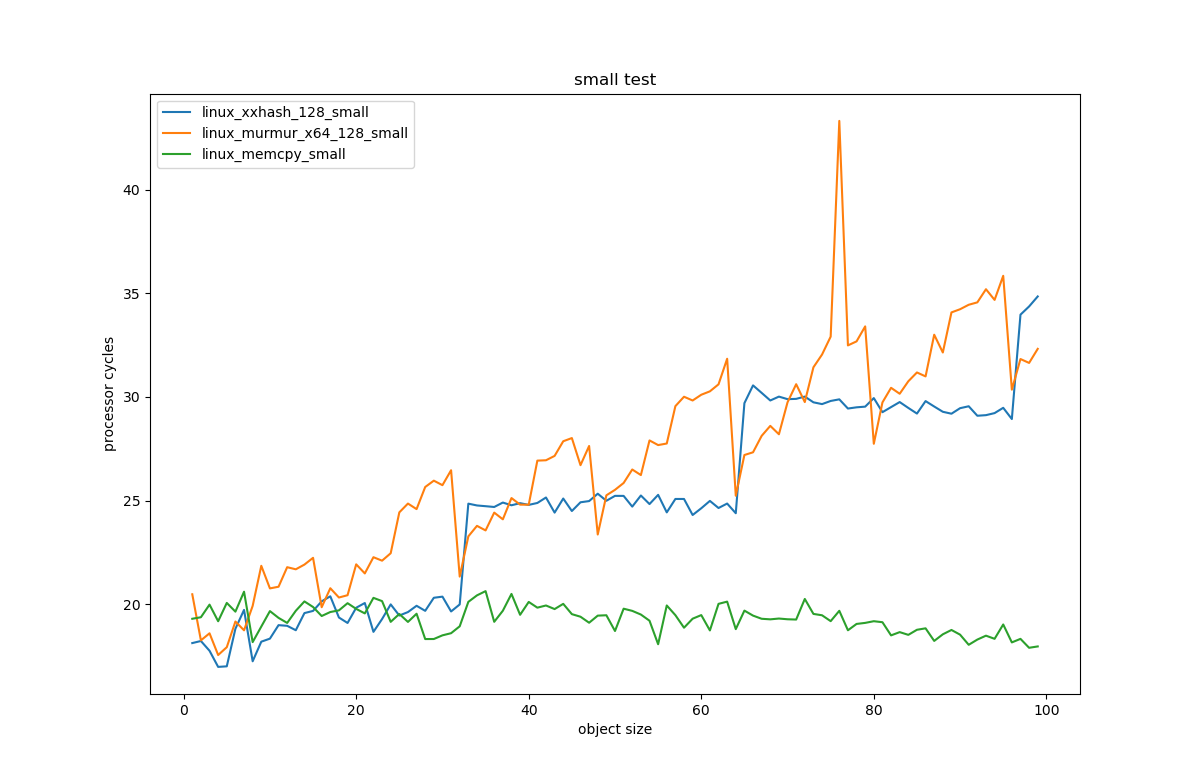 small test
linux_xxhash_128_small
linux_murmur_x64_128_small
linux_memcpy_small
processor cycles
40
35
30
25
20
0 20 40 60 80 100
object size